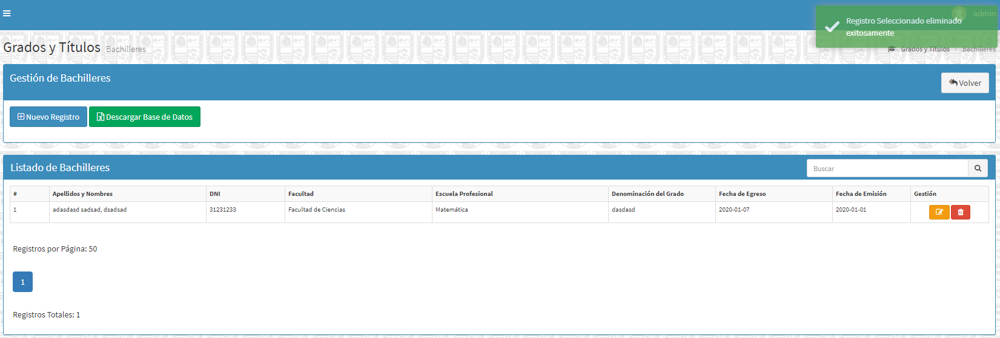 admin
Registro Seleccionado eliminado
exitosamente
Grados y Títulos Bachilleres
Grados y Títulos > Bachilleres
Gestión de Bachilleres
Volver
Nuevo Registro
Descargar Base de Datos
Listado de Bachilleres
Buscar
# Apellidos y Nombres DNI Facultad Escuela Profesional Denominación del Grado Fecha de Egreso Fecha de Emisión Gestión
1 adasdasd sadsad, dsadsad 31231233 Facultad de Ciencias Matemática dasdasd 2020-01-07 2020-01-01
Registros por Página: 50
1
Registros Totales: 1